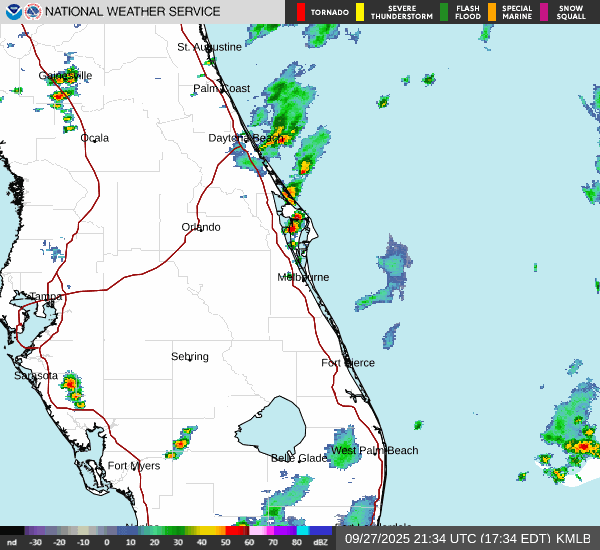 NATIONAL WEATHER SERVICE
TORNADO
SEVERE THUNDERSTORM
FLASH FLOOD
SPECIAL MARINE
SNOW SQUALL
St. Augustine
Gainesville
Palm Coast
Ocala
Daytona Beach
Orlando
Melbourne
Tampa
Sebring
Fort Pierce
Sarasota
West Palm Beach
Belle Glade
Fort Myers
nd -30 -20 -10 0 10 20 30 40 50 60 70 80 dBZ
09/27/2025 21:34 UTC (17:34 EDT) KMLB